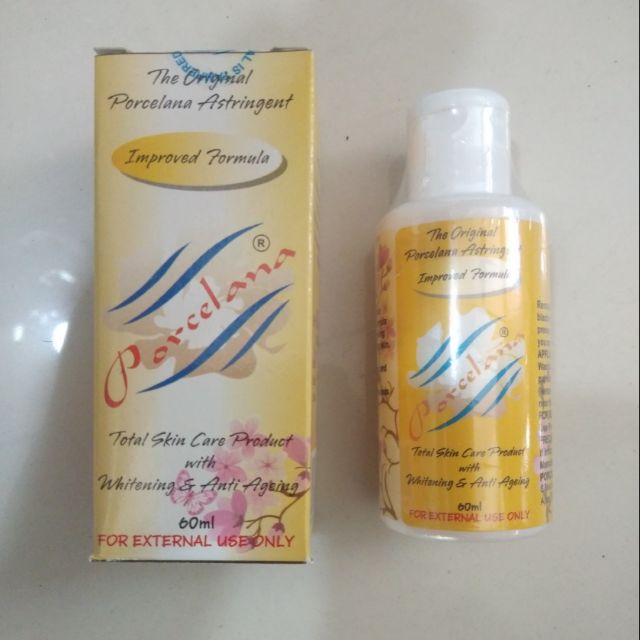 The Original
Porcelana Astringent
Improved Formula
Porcelana®
Total Skin Care Product
with
Whitening & Anti Ageing
60ml
FOR EXTERNAL USE ONLY
The Original
Porcelana Astringent
Improved Formula
Porcelana®
Total Skin Care Product
with
Whitening & Anti Ageing
60ml
FOR EXTERNAL USE ONLY